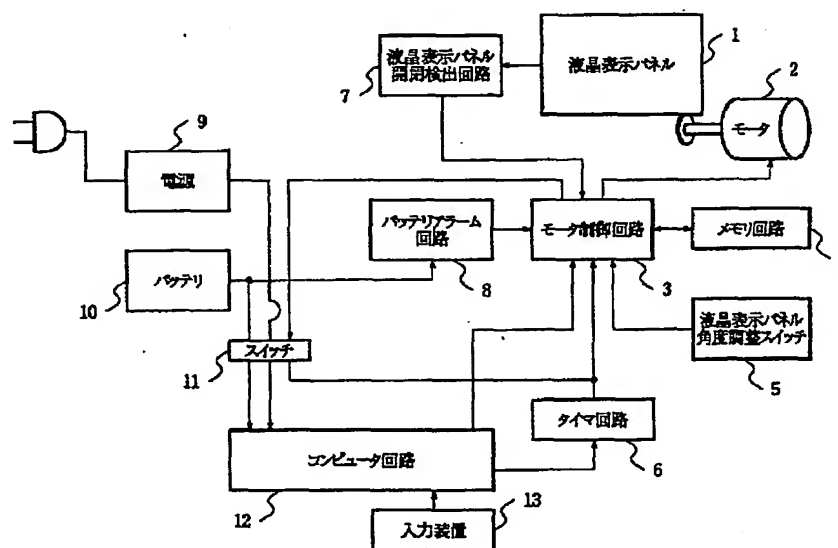 液晶表示パネル
開閉検出回路
7
液晶表示パネル
1
2
モータ
9
電源
バッテリアラーム
回路
8
モータ制御回路
3
メモリ回路
バッテリ
10
スイッチ
11
液晶表示パネル
角度調整スイッチ
5
タイマ回路
6
コンピュータ回路
12
13
入力装置